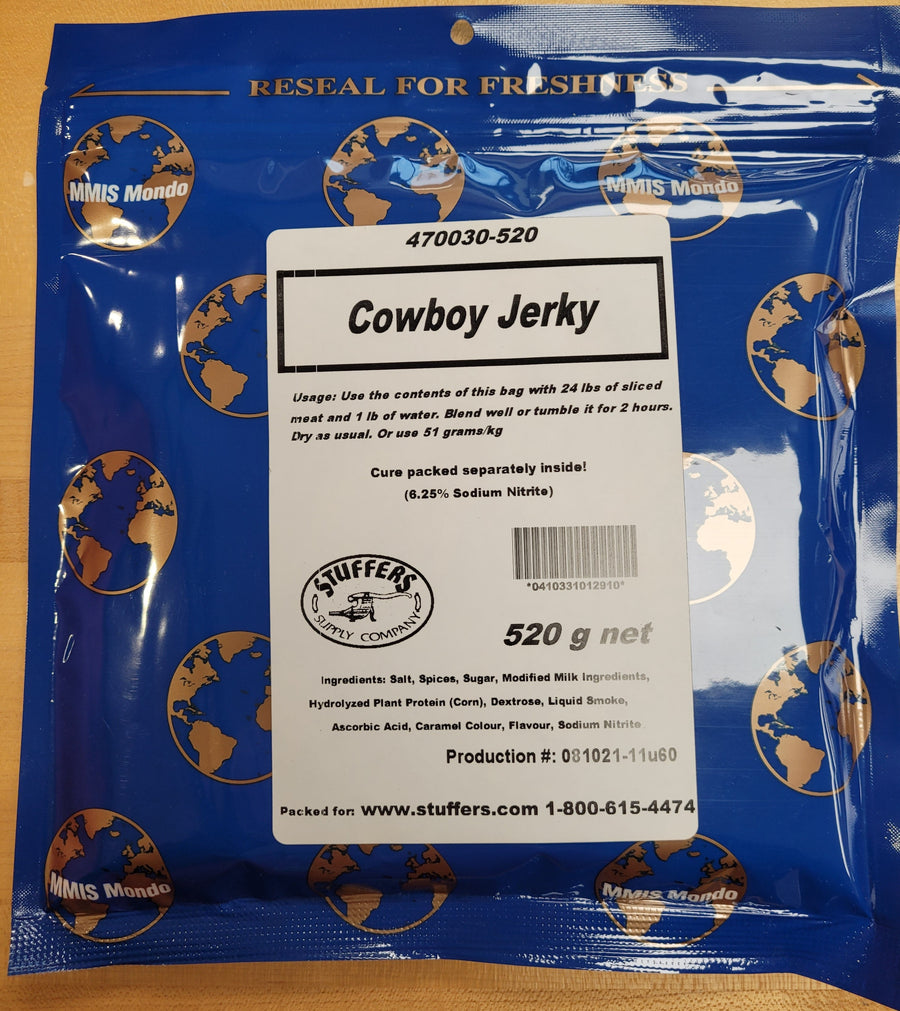 RESEAL FOR FRESHNESS
MMIS Mondo
MMIS Mondo
470030-520
Cowboy Jerky
Usage: Use the contents of this bag with 24 lbs of sliced
meat and 1 lb of water. Blend well or tumble it for 2 hours.
Dry as usual. Or use 51 grams/kg
Cure packed separately inside!
(6.25% Sodium Nitrite)
*0410331012910*
STUFFERS
SUPPLY COMPANY
520 g net
Ingredients: Salt, Spices, Sugar, Modified Milk Ingredients,
Hydrolyzed Plant Protein (Corn), Dextrose, Liquid Smoke,
Ascorbic Acid, Caramel Colour, Flavour, Sodium Nitrite
Production #: 081021-11u60
Packed for: www.stuffers.com 1-800-615-4474
MMIS Mondo
MMIS Mondo